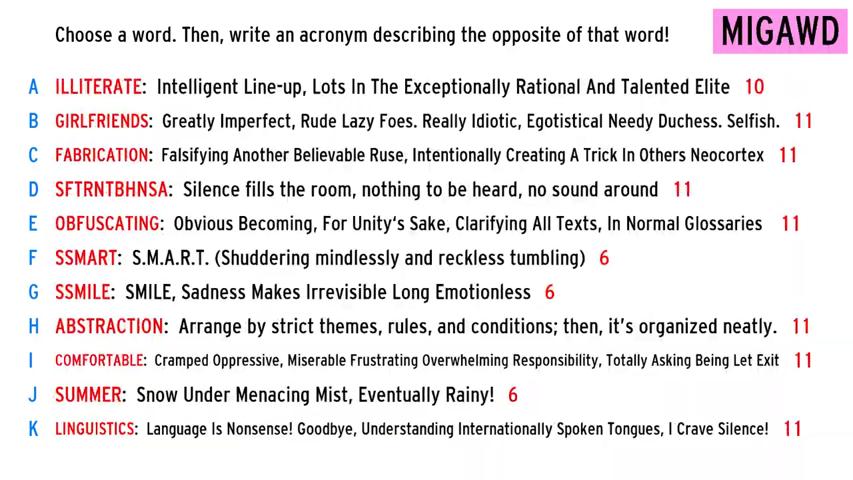 Choose a word. Then, write an acronym describing the opposite of that word! MIGAWD
A ILLITERATE: Intelligent Line-up, Lots In The Exceptionally Rational And Talented Elite 10
B GIRLFRIENDS: Greatly Imperfect, Rude Lazy Foes. Really Idiotic, Egotistical Needy Duchess. Selfish. 11
C FABRICATION: Falsifying Another Believable Ruse, Intentionally Creating A Trick In Others Neocortex 11
D SFTRNTBHNSA: Silence fills the room, nothing to be heard, no sound around 11
E OBFUSCATING: Obvious Becoming, For Unity's Sake, Clarifying All Texts, In Normal Glossaries 11
F SSMART: S.M.A.R.T. (Shuddering mindlessly and reckless tumbling) 6
G SSMILE: SMILE, Sadness Makes Irrevisible Long Emotionless 6
H ABSTRACTION: Arrange by strict themes, rules, and conditions; then, it's organized neatly. 11
I COMFORTABLE: Cramped Oppressive, Miserable Frustrating Overwhelming Responsibility, Totally Asking Being Let Exit 11
J SUMMER: Snow Under Menacing Mist, Eventually Rainy! 6
K LINGUISTICS: Language Is Nonsense! Goodbye, Understanding Internationally Spoken Tongues, I Crave Silence! 11